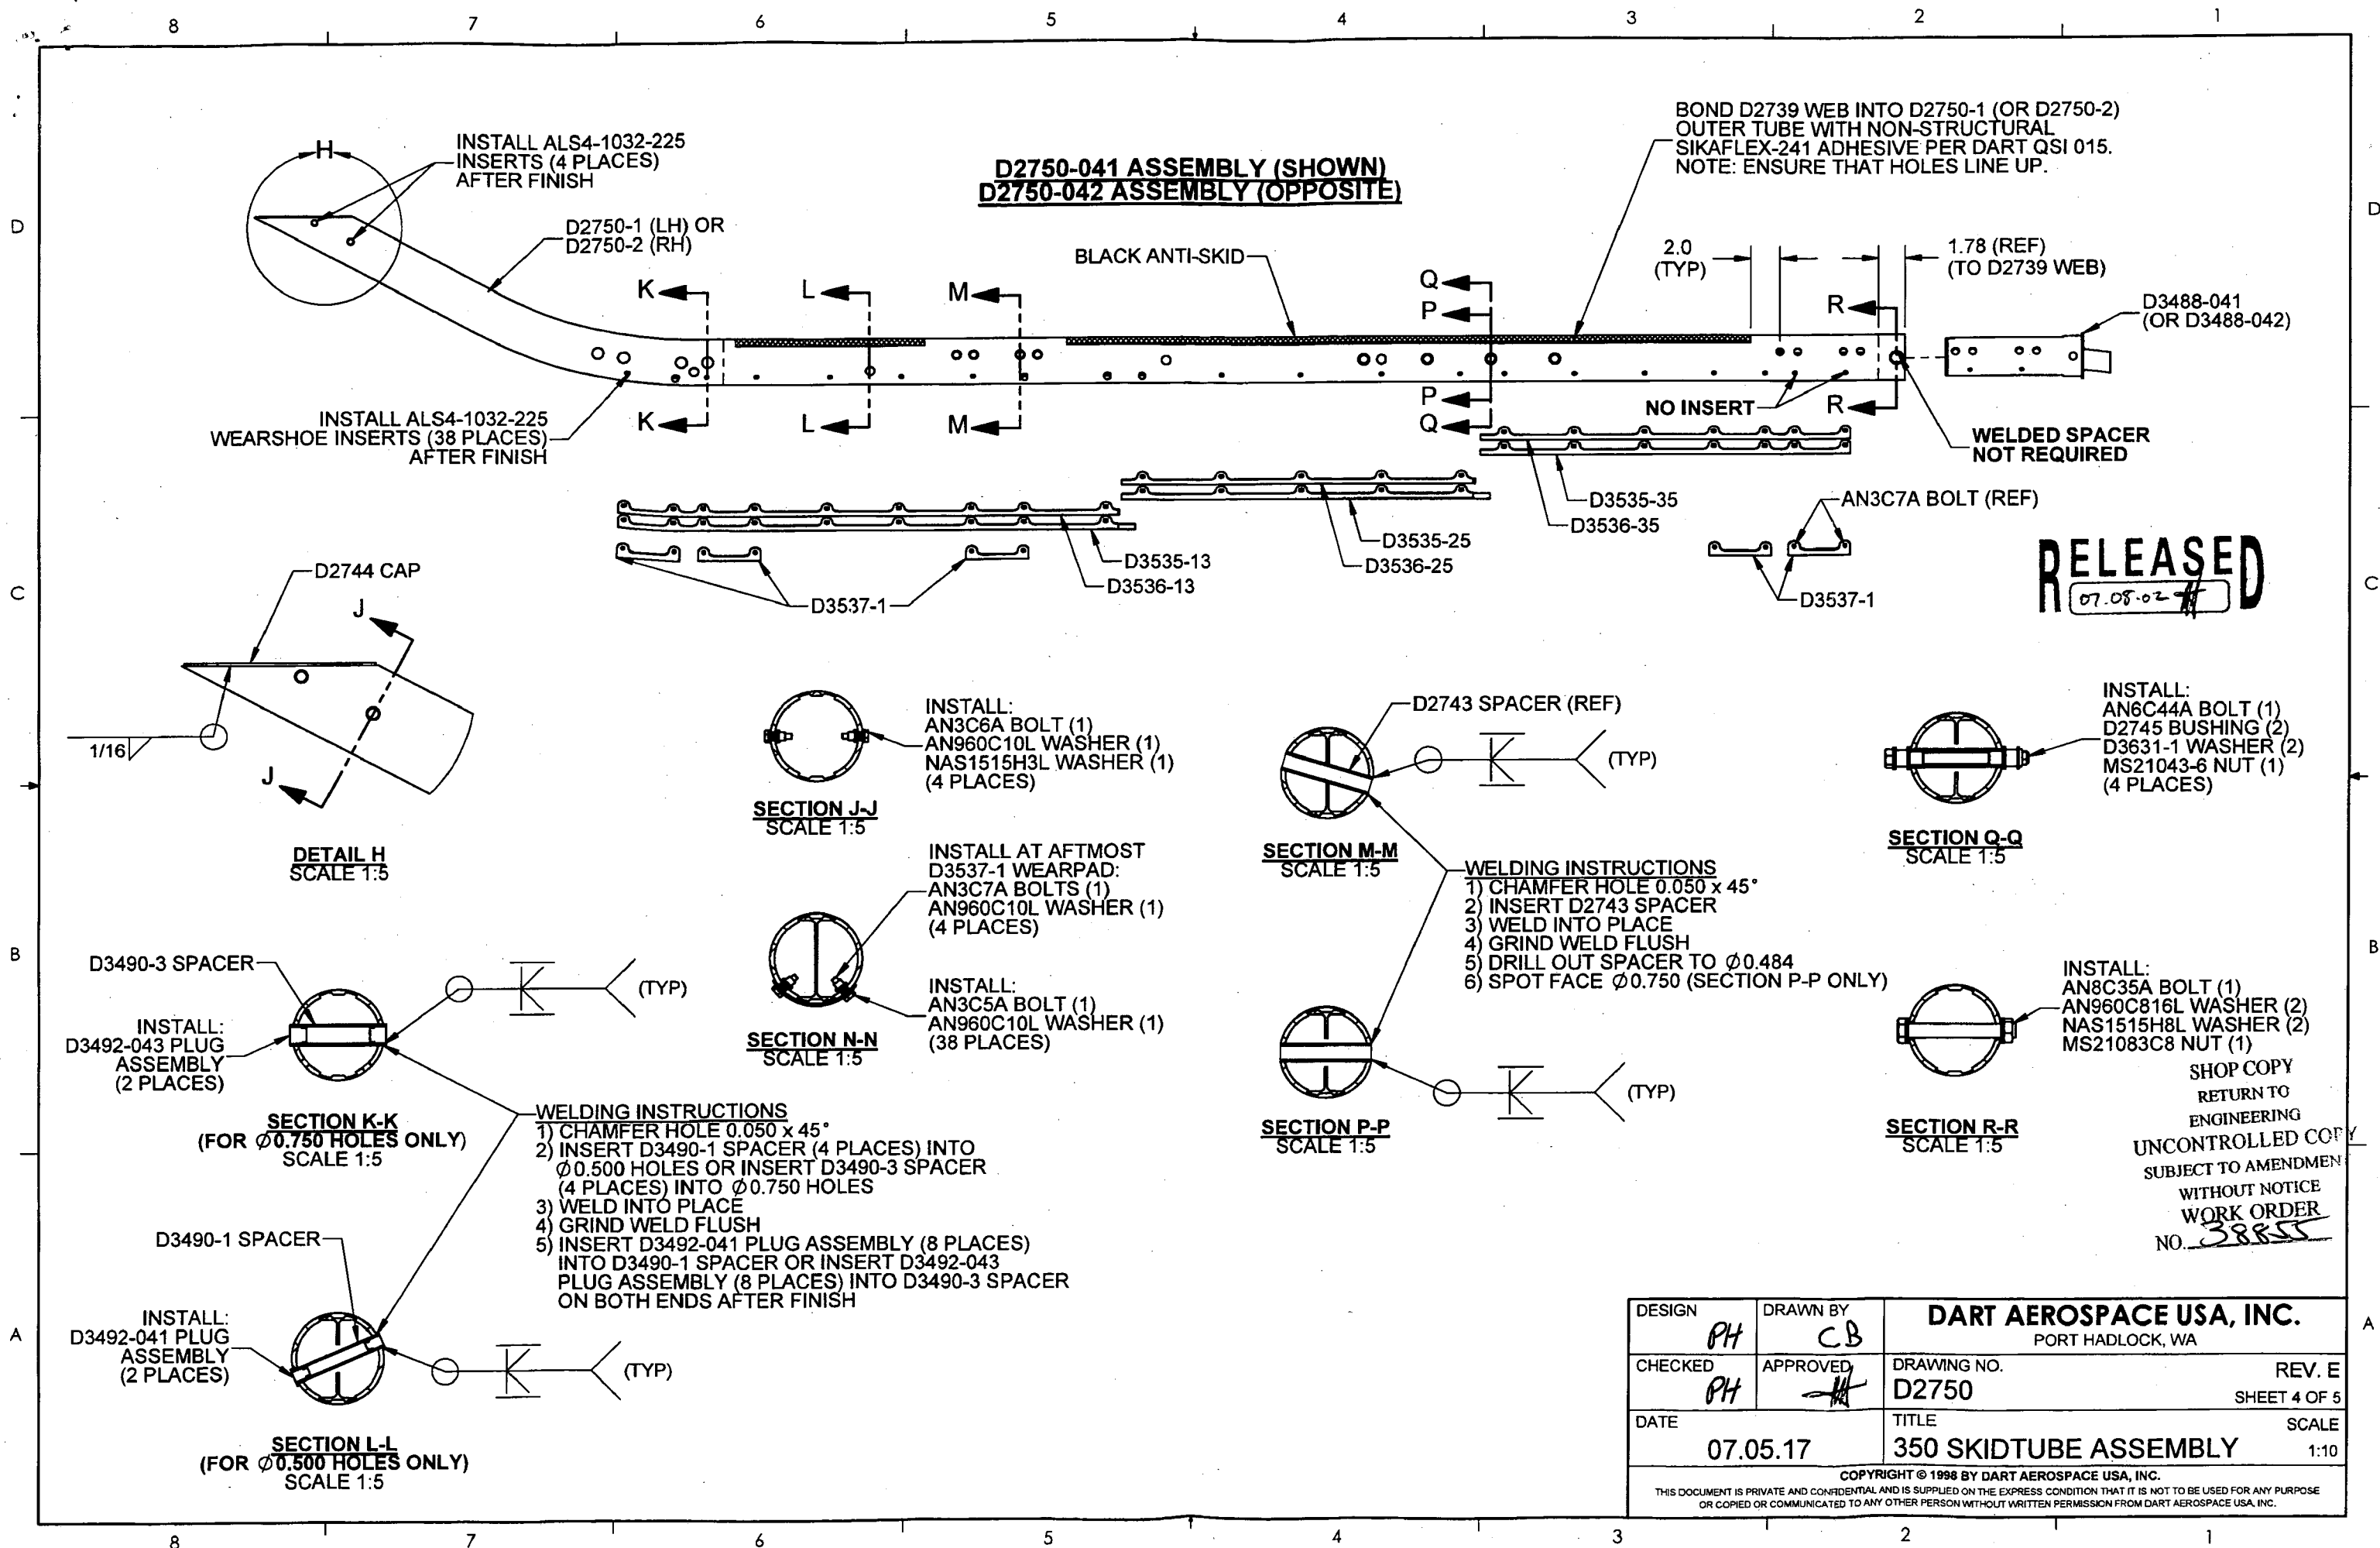 8 7 6 5 4 3 2 1
D
D
C
C
B
B
A
A
INSTALL ALS4-1032-225
INSERTS (4 PLACES)
AFTER FINISH
H
D2750-1 (LH) OR
D2750-2 (RH)
D2750-041 ASSEMBLY (SHOWN)
D2750-042 ASSEMBLY (OPPOSITE)
BOND D2739 WEB INTO D2750-1 (OR D2750-2)
OUTER TUBE WITH NON-STRUCTURAL
SIKAFLEX-241 ADHESIVE PER DART QSI 015.
NOTE: ENSURE THAT HOLES LINE UP.
BLACK ANTI-SKID
2.0
(TYP)
1.78 (REF)
(TO D2739 WEB)
D3488-041
(OR D3488-042)
K L M Q P R
K L M P Q R
INSTALL ALS4-1032-225
WEARSHOE INSERTS (38 PLACES)
AFTER FINISH
NO INSERT
WELDED SPACER
NOT REQUIRED
D3535-35
D3536-35
D3535-25
D3536-25
D3535-13
D3536-13
D3537-1
AN3C7A BOLT (REF)
D3537-1
RELEASED
07.08.02
D2744 CAP
J
J
1/16
DETAIL H
SCALE 1:5
INSTALL:
AN3C6A BOLT (1)
AN960C10L WASHER (1)
NAS1515H3L WASHER (1)
(4 PLACES)
SECTION J-J
SCALE 1:5
INSTALL AT AFTMOST
D3537-1 WEARPAD:
AN3C7A BOLTS (1)
AN960C10L WASHER (1)
(4 PLACES)
INSTALL:
AN3C5A BOLT (1)
AN960C10L WASHER (1)
(38 PLACES)
SECTION N-N
SCALE 1:5
D2743 SPACER (REF)
(TYP)
SECTION M-M
SCALE 1:5
WELDING INSTRUCTIONS
1) CHAMFER HOLE 0.050 x 45°
2) INSERT D2743 SPACER
3) WELD INTO PLACE
4) GRIND WELD FLUSH
5) DRILL OUT SPACER TO Ø0.484
6) SPOT FACE Ø0.750 (SECTION P-P ONLY)
(TYP)
SECTION P-P
SCALE 1:5
INSTALL:
AN6C44A BOLT (1)
D2745 BUSHING (2)
D3631-1 WASHER (2)
MS21043-6 NUT (1)
(4 PLACES)
SECTION Q-Q
SCALE 1:5
INSTALL:
AN8C35A BOLT (1)
AN960C816L WASHER (2)
NAS1515H8L WASHER (2)
MS21083C8 NUT (1)
SECTION R-R
SCALE 1:5
SHOP COPY
RETURN TO
ENGINEERING
UNCONTROLLED COPY
SUBJECT TO AMENDMEN
WITHOUT NOTICE
WORK ORDER
NO. 38855
D3490-3 SPACER
INSTALL:
D3492-043 PLUG
ASSEMBLY
(2 PLACES)
(TYP)
SECTION K-K
(FOR Ø0.750 HOLES ONLY)
SCALE 1:5
WELDING INSTRUCTIONS
1) CHAMFER HOLE 0.050 x 45°
2) INSERT D3490-1 SPACER (4 PLACES) INTO
Ø0.500 HOLES OR INSERT D3490-3 SPACER
(4 PLACES) INTO Ø0.750 HOLES
3) WELD INTO PLACE
4) GRIND WELD FLUSH
5) INSERT D3492-041 PLUG ASSEMBLY (8 PLACES)
INTO D3490-1 SPACER OR INSERT D3492-043
PLUG ASSEMBLY (8 PLACES) INTO D3490-3 SPACER
ON BOTH ENDS AFTER FINISH
D3490-1 SPACER
INSTALL:
D3492-041 PLUG
ASSEMBLY
(2 PLACES)
(TYP)
SECTION L-L
(FOR Ø0.500 HOLES ONLY)
SCALE 1:5
DESIGN PH
DRAWN BY CB
DART AEROSPACE USA, INC.
PORT HADLOCK, WA
CHECKED PH
APPROVED
DRAWING NO.
D2750
REV. E
SHEET 4 OF 5
DATE
07.05.17
TITLE
350 SKIDTUBE ASSEMBLY
SCALE
1:10
COPYRIGHT © 1998 BY DART AEROSPACE USA, INC.
THIS DOCUMENT IS PRIVATE AND CONFIDENTIAL AND IS SUPPLIED ON THE EXPRESS CONDITION THAT IT IS NOT TO BE USED FOR ANY PURPOSE
OR COPIED OR COMMUNICATED TO ANY OTHER PERSON WITHOUT WRITTEN PERMISSION FROM DART AEROSPACE USA, INC.
8 7 6 5 4 3 2 1